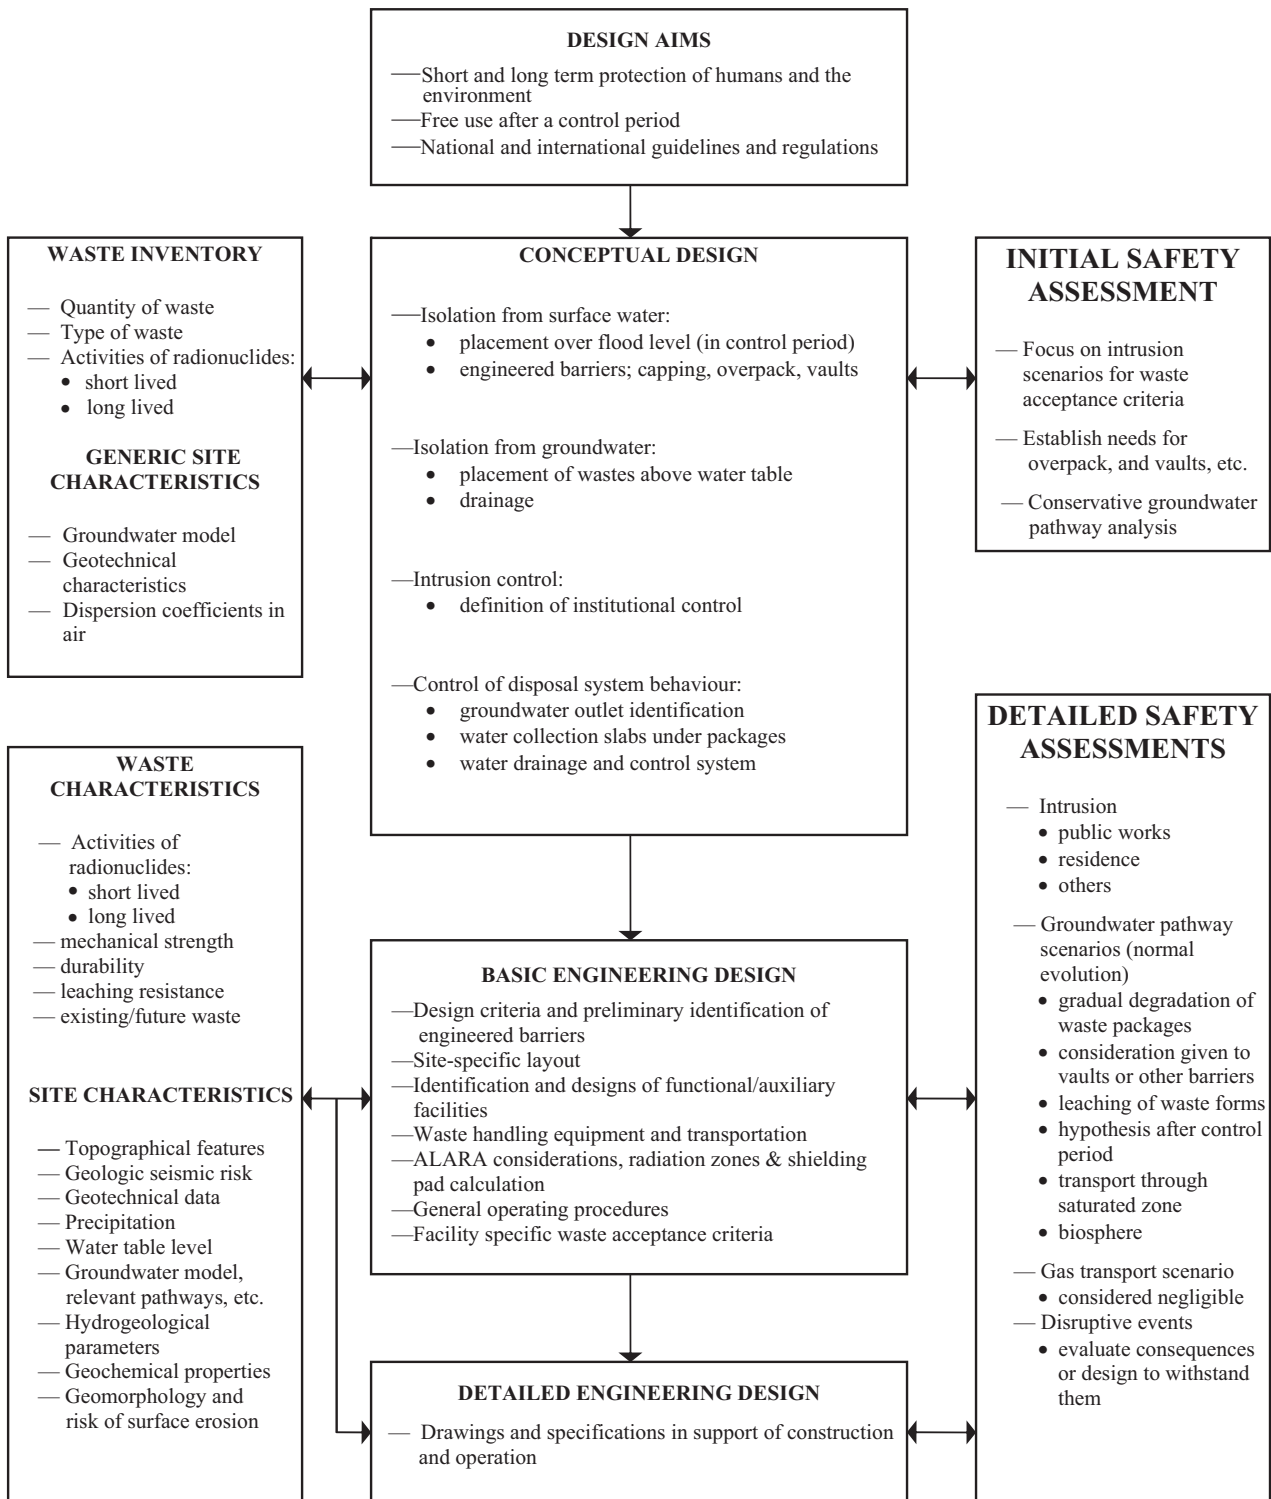 DESIGN AIMS
—Short and long term protection of humans and the
environment
—Free use after a control period
—National and international guidelines and regulations
WASTE INVENTORY
— Quantity of waste
— Type of waste
— Activities of radionuclides:
• short lived
• long lived
GENERIC SITE
CHARACTERISTICS
— Groundwater model
— Geotechnical
characteristics
— Dispersion coefficients in
air
CONCEPTUAL DESIGN
—Isolation from surface water:
• placement over flood level (in control period)
• engineered barriers; capping, overpack, vaults
—Isolation from groundwater:
• placement of wastes above water table
• drainage
—Intrusion control:
• definition of institutional control
—Control of disposal system behaviour:
• groundwater outlet identification
• water collection slabs under packages
• water drainage and control system
INITIAL SAFETY
ASSESSMENT
— Focus on intrusion
scenarios for waste
acceptance criteria
— Establish needs for
overpack, and vaults, etc.
— Conservative groundwater
pathway analysis
WASTE
CHARACTERISTICS
— Activities of
radionuclides:
• short lived
• long lived
— mechanical strength
— durability
— leaching resistance
— existing/future waste
SITE CHARACTERISTICS
— Topographical features
— Geologic seismic risk
— Geotechnical data
— Precipitation
— Water table level
— Groundwater model,
relevant pathways, etc.
— Hydrogeological
parameters
— Geochemical properties
— Geomorphology and
risk of surface erosion
BASIC ENGINEERING DESIGN
—Design criteria and preliminary identification of
engineered barriers
—Site-specific layout
—Identification and designs of functional/auxiliary
facilities
—Waste handling equipment and transportation
—ALARA considerations, radiation zones & shielding
pad calculation
—General operating procedures
—Facility specific waste acceptance criteria
DETAILED ENGINEERING DESIGN
— Drawings and specifications in support of construction
and operation
DETAILED SAFETY
ASSESSMENTS
— Intrusion
• public works
• residence
• others
— Groundwater pathway
scenarios (normal
evolution)
• gradual degradation of
waste packages
• consideration given to
vaults or other barriers
• leaching of waste forms
• hypothesis after control
period
• transport through
saturated zone
• biosphere
— Gas transport scenario
• considered negligible
— Disruptive events
• evaluate consequences
or design to withstand
them